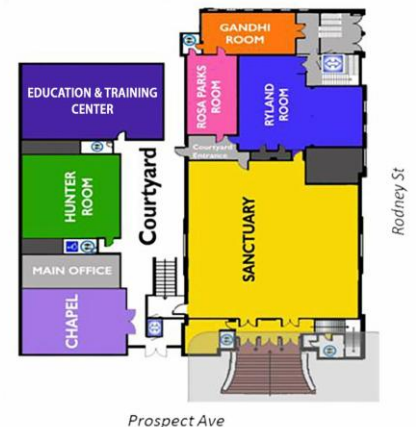 GANDHI
ROOM
ROSA PARKS
ROOM
RYLAND
ROOM
EDUCATION & TRAINING
CENTER
Courtyard
Entrance
HUNTER
ROOM
Courtyard
SANCTUARY
Rodney St
MAIN OFFICE
CHAPEL
Prospect Ave